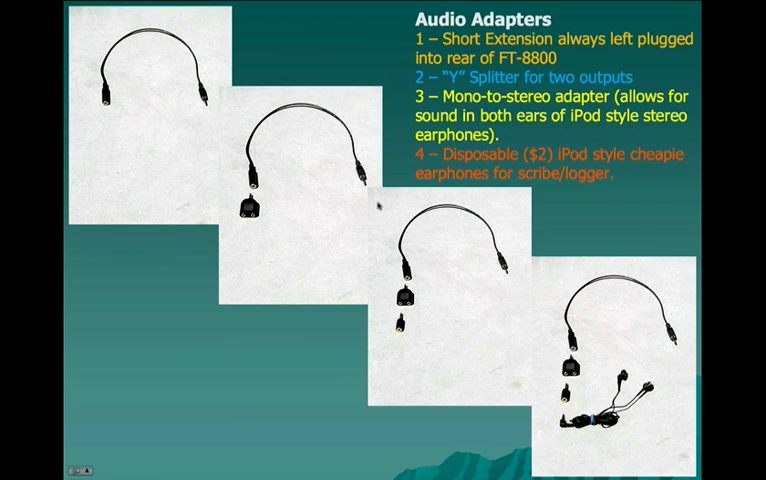 Audio Adapters
1 – Short Extension always left plugged
into rear of FT-8800
2 – “Y” Splitter for two outputs
3 – Mono-to-stereo adapter (allows for
sound in both ears of iPod style stereo
earphones).
4 – Disposable ($2) iPod style cheapie
earphones for scribe/logger.